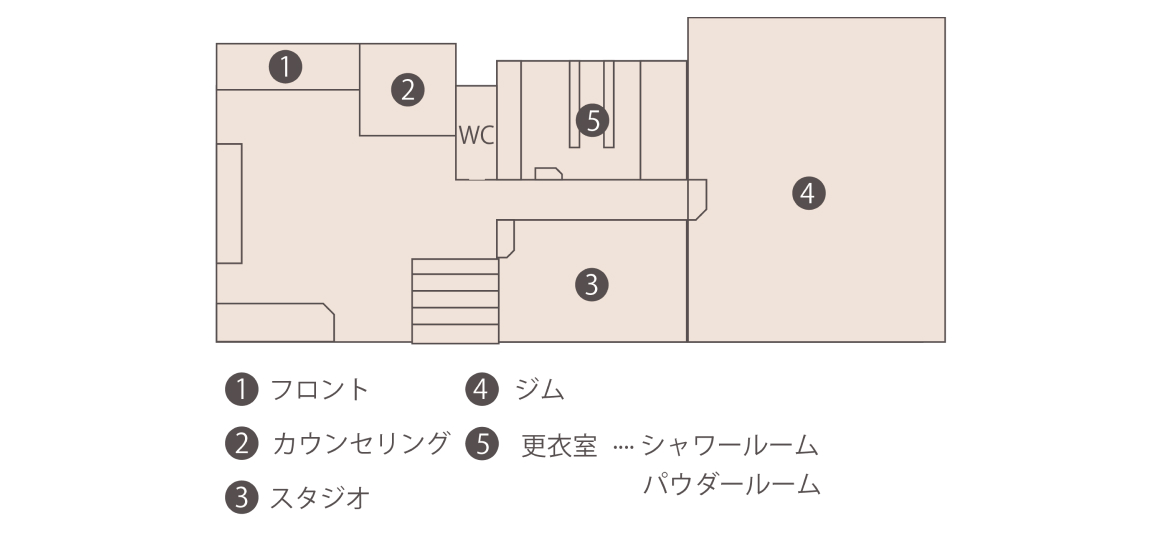 1
2
WC
5
4
3
1 フロント
2 カウンセリング
3 スタジオ
4 ジム
5 更衣室 ････ シャワールーム
パウダールーム